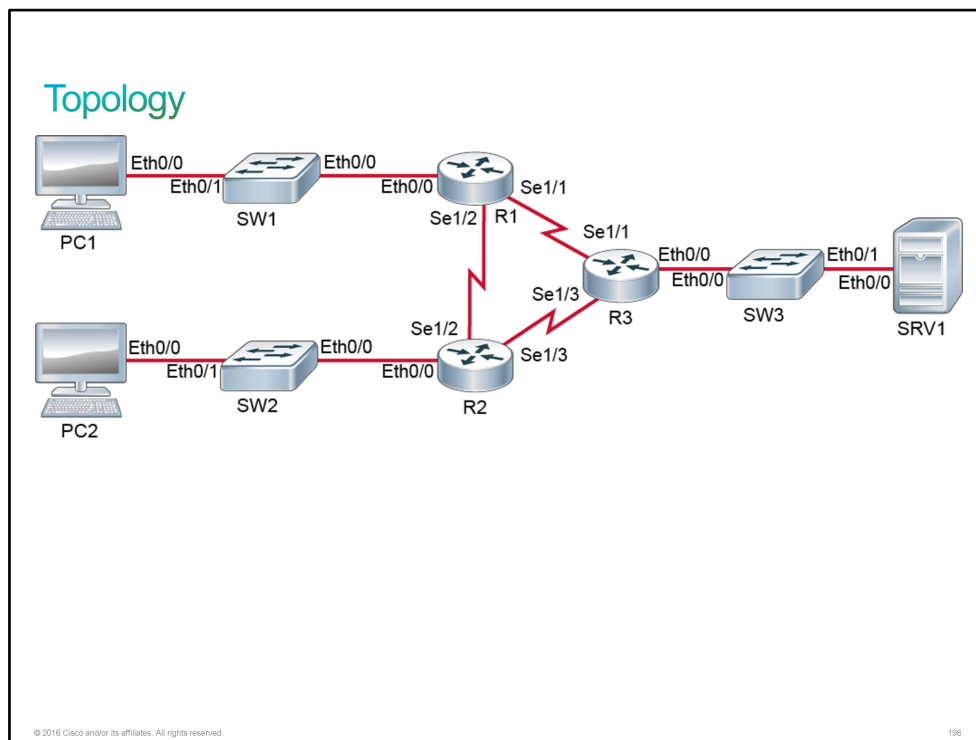 Topology
Eth0/0
Eth0/1
Eth0/0
Eth0/0
Se1/1
Se1/2
R1
SW1
PC1
Se1/1
Eth0/0
Eth0/0
Eth0/1
Eth0/0
Se1/3
R3
SW3
SRV1
Se1/2
Se1/3
Eth0/0
Eth0/1
Eth0/0
Eth0/0
SW2
R2
PC2
© 2016 Cisco and/or its affiliates. All rights reserved.
198